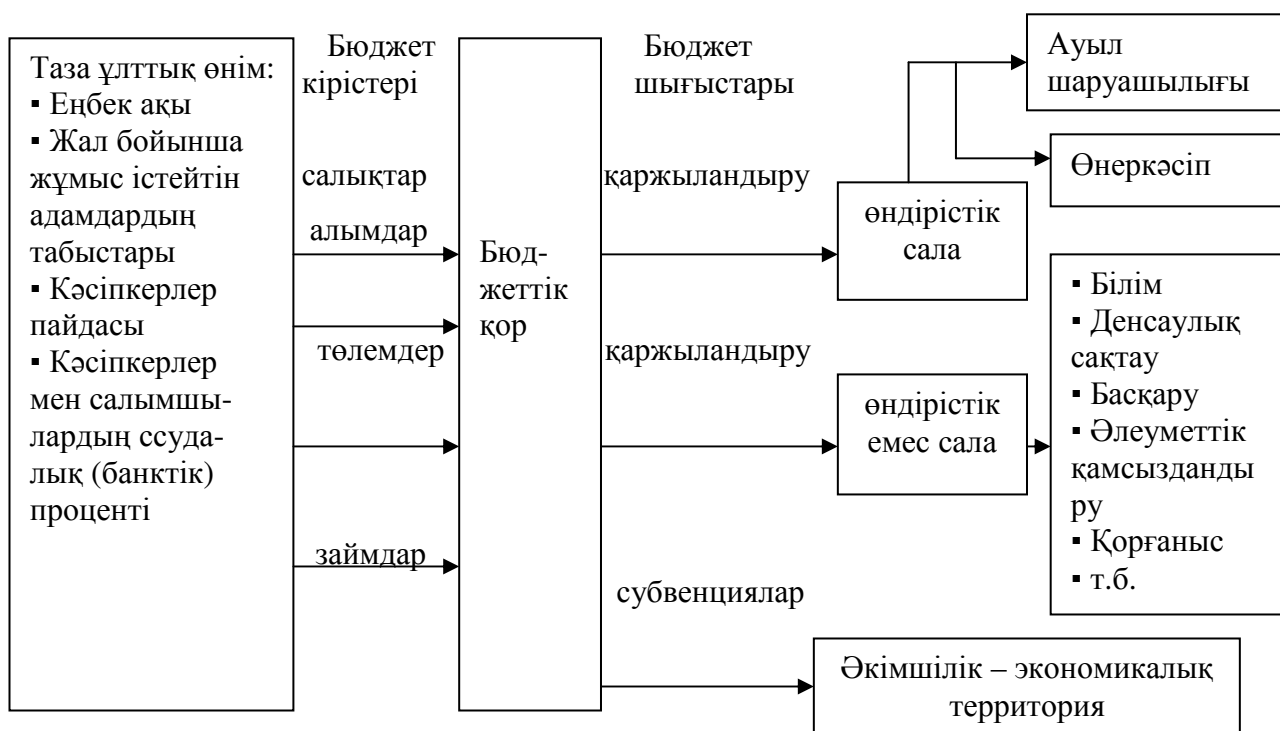 Таза ұлттық өнім:
▪ Еңбек ақы
▪ Жал бойынша
жұмыс істейтін
адамдардың
табыстары
▪ Кәсіпкерлер
пайдасы
▪ Кәсіпкерлер
мен салымшы-
лардың ссуда-
лық (банктік)
проценті
Бюджет
кірістері
салықтар
алымдар
төлемдер
займдар
Бюд-
жеттік
қор
Бюджет
шығыстары
қаржыландыру
қаржыландыру
субвенциялар
өндірістік
сала
өндірістік
емес сала
Әкімшілік – экономикалық
территория
Ауыл
шаруашылығы
Өнеркәсіп
▪ Білім
▪ Денсаулық
сақтау
▪ Басқару
▪ Әлеуметтік
қамсызданды
ру
▪ Қорғаныс
▪ т.б.